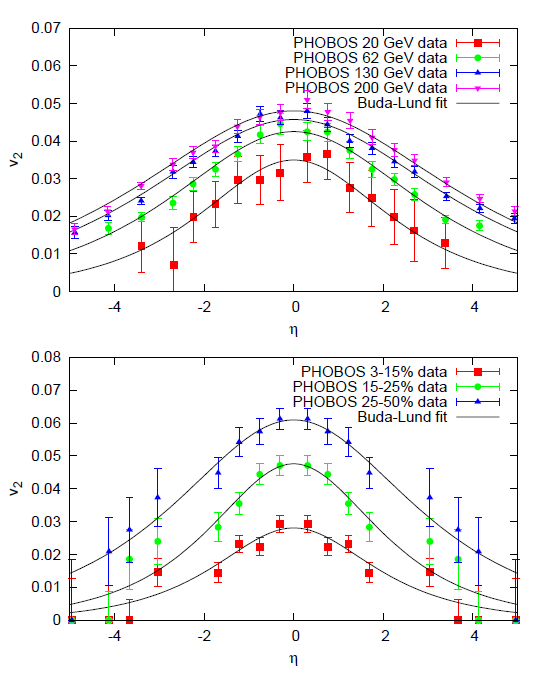 0.07
0.06
0.05
0.04
0.03
0.02
0.01
0
v2
PHOBOS 20 GeV data
PHOBOS 62 GeV data
PHOBOS 130 GeV data
PHOBOS 200 GeV data
Buda-Lund fit
-4 -2 0 2 4
η
0.08
0.07
0.06
0.05
0.04
0.03
0.02
0.01
0
v2
PHOBOS 3-15% data
PHOBOS 15-25% data
PHOBOS 25-50% data
Buda-Lund fit
-4 -2 0 2 4
η